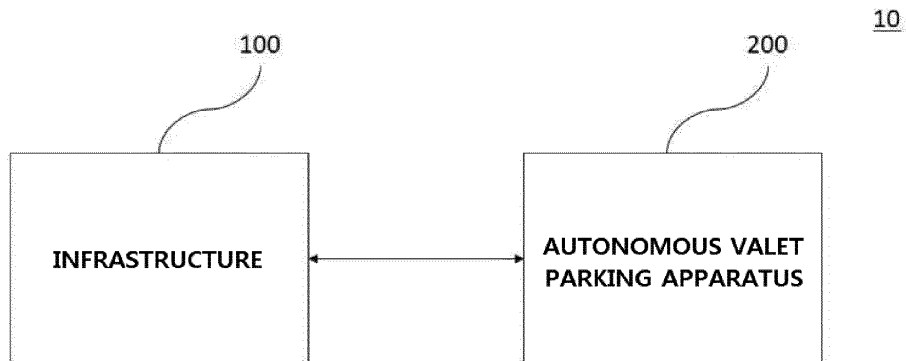 10
100
200
INFRASTRUCTURE
AUTONOMOUS VALET
PARKING APPARATUS